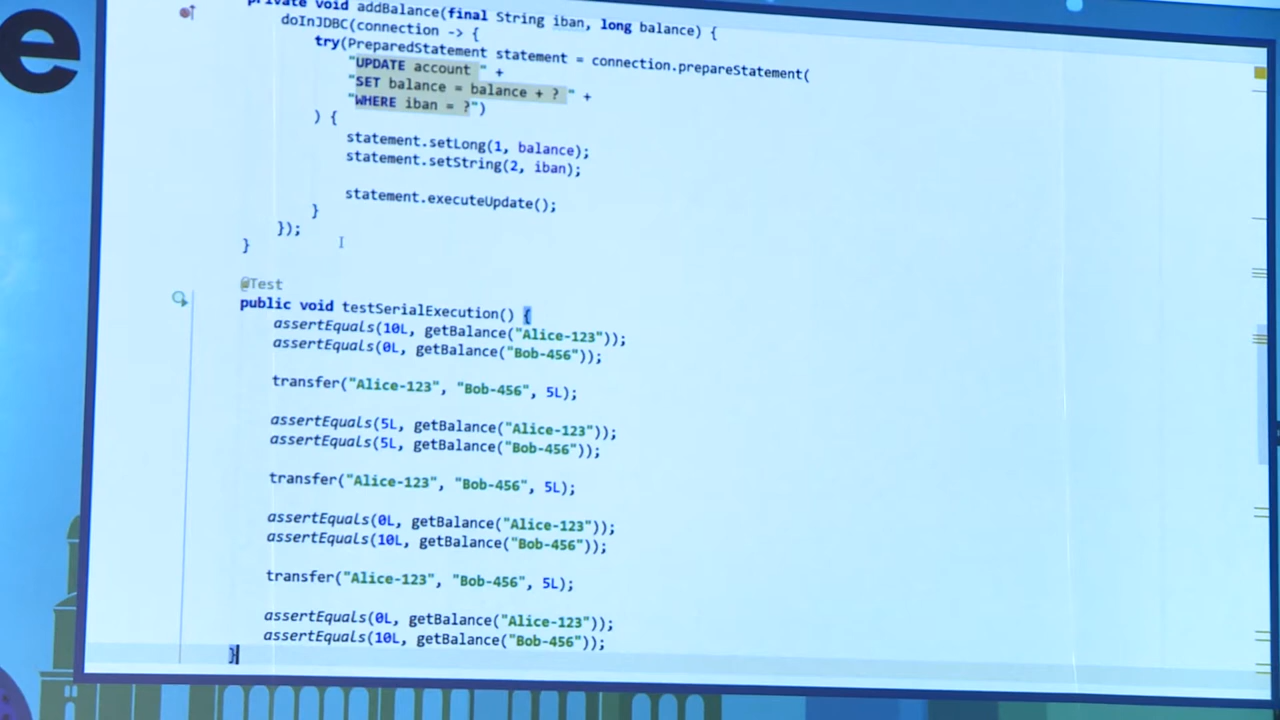 e
private void addBalance(final String iban, long balance) {
doInJDBC(connection -> {
try(PreparedStatement statement = connection.prepareStatement(
"UPDATE account " +
"SET balance = balance + ? " +
"WHERE iban = ?")
) {
statement.setLong(1, balance);
statement.setString(2, iban);
statement.executeUpdate();
}
});
}
@Test
public void testSerialExecution() {
assertEquals(10L, getBalance("Alice-123"));
assertEquals(0L, getBalance("Bob-456"));
transfer("Alice-123", "Bob-456", 5L);
assertEquals(5L, getBalance("Alice-123"));
assertEquals(5L, getBalance("Bob-456"));
transfer("Alice-123", "Bob-456", 5L);
assertEquals(0L, getBalance("Alice-123"));
assertEquals(10L, getBalance("Bob-456"));
transfer("Alice-123", "Bob-456", 5L);
assertEquals(0L, getBalance("Alice-123"));
assertEquals(10L, getBalance("Bob-456"));
}